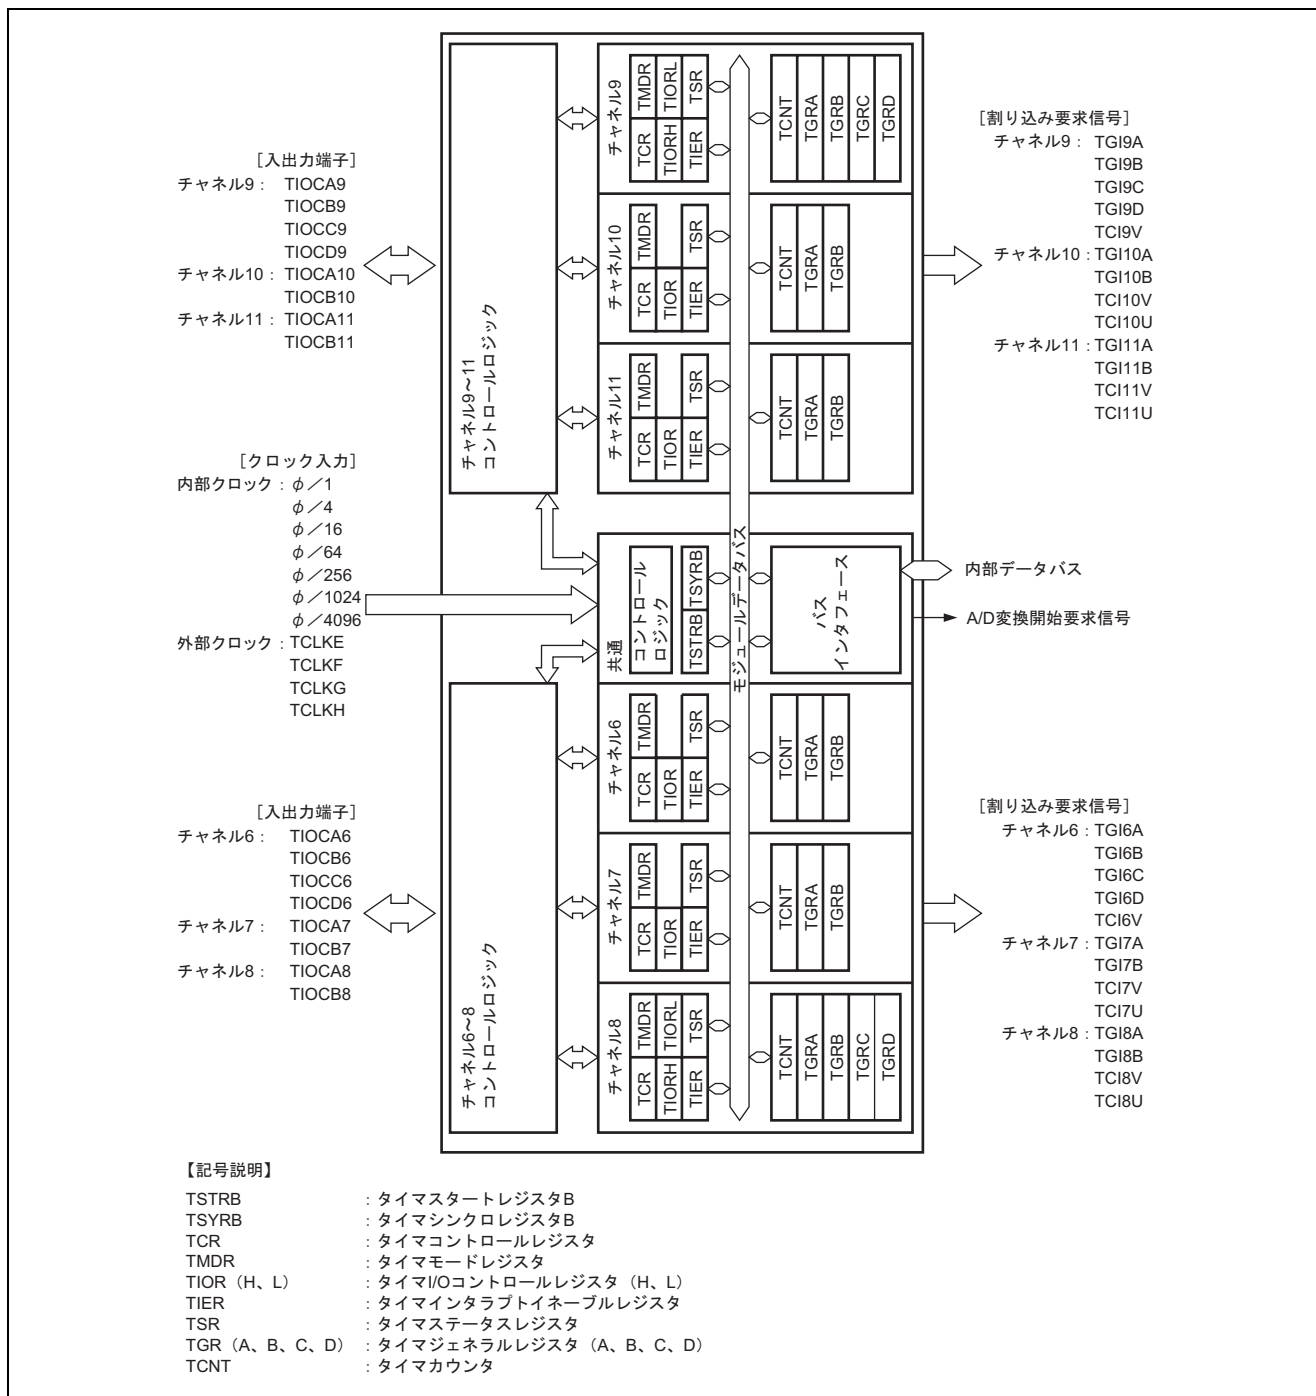 [入出力端子]
チャネル9： TIOCA9
TIOCB9
TIOCC9
TIOCD9
チャネル10： TIOCA10
TIOCB10
チャネル11： TIOCA11
TIOCB11
[クロック入力]
内部クロック：φ／1
φ／4
φ／16
φ／64
φ／256
φ／1024
φ／4096
外部クロック：TCLKE
TCLKF
TCLKG
TCLKH
[入出力端子]
チャネル6： TIOCA6
TIOCB6
TIOCC6
TIOCD6
チャネル7： TIOCA7
TIOCB7
チャネル8： TIOCA8
TIOCB8
チャネル9～11
コントロールロジック
チャネル6～8
コントロールロジック
チャネル9
TCR TMDR
TIORH TIORL
TIER TSR
TCNT
TGRA
TGRB
TGRC
TGRD
チャネル10
TCR TMDR
TIOR
TIER TSR
TCNT
TGRA
TGRB
チャネル11
TCR TMDR
TIOR
TIER TSR
TCNT
TGRA
TGRB
共通
コントロール
ロジック
TSTRB TSYRB
モジュールデータバス
バス
インタフェース
チャネル6
TCR TMDR
TIOR
TIER TSR
TCNT
TGRA
TGRB
チャネル7
TCR TMDR
TIOR
TIER TSR
TCNT
TGRA
TGRB
チャネル8
TCR TMDR
TIORH TIORL
TIER TSR
TCNT
TGRA
TGRB
TGRC
TGRD
[割り込み要求信号]
チャネル9： TGI9A
TGI9B
TGI9C
TGI9D
TCI9V
チャネル10：TGI10A
TGI10B
TCI10V
TCI10U
チャネル11：TGI11A
TGI11B
TCI11V
TCI11U
内部データバス
A/D変換開始要求信号
[割り込み要求信号]
チャネル6：TGI6A
TGI6B
TGI6C
TGI6D
TCI6V
チャネル7：TGI7A
TGI7B
TCI7V
TCI7U
チャネル8：TGI8A
TGI8B
TCI8V
TCI8U
【記号説明】
TSTRB ：タイマスタートレジスタB
TSYRB ：タイマシンクロレジスタB
TCR ：タイマコントロールレジスタ
TMDR ：タイマモードレジスタ
TIOR（H、L） ：タイマI/Oコントロールレジスタ（H、L）
TIER ：タイマインタラプトイネーブルレジスタ
TSR ：タイマステータスレジスタ
TGR（A、B、C、D） ：タイマジェネラルレジスタ（A、B、C、D）
TCNT ：タイマカウンタ